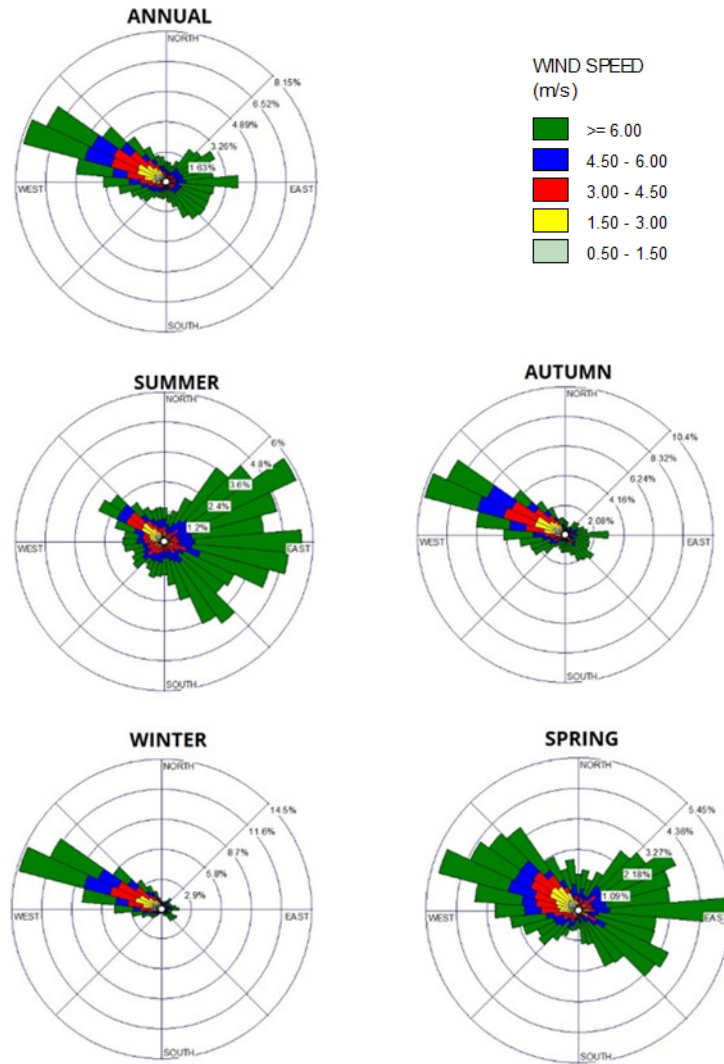 ANNUAL
NORTH
8.15%
6.52%
4.89%
3.26%
1.63%
WEST
EAST
SOUTH
WIND SPEED
(m/s)
>= 6.00
4.50 - 6.00
3.00 - 4.50
1.50 - 3.00
0.50 - 1.50
SUMMER
NORTH
6%
4.8%
3.6%
2.4%
1.2%
WEST
EAST
SOUTH
AUTUMN
NORTH
10.4%
8.32%
6.24%
4.16%
2.08%
WEST
EAST
SOUTH
WINTER
NORTH
14.5%
11.6%
8.7%
5.8%
2.9%
WEST
EAST
SOUTH
SPRING
NORTH
5.45%
4.36%
3.27%
2.18%
1.09%
WEST
EAST
SOUTH